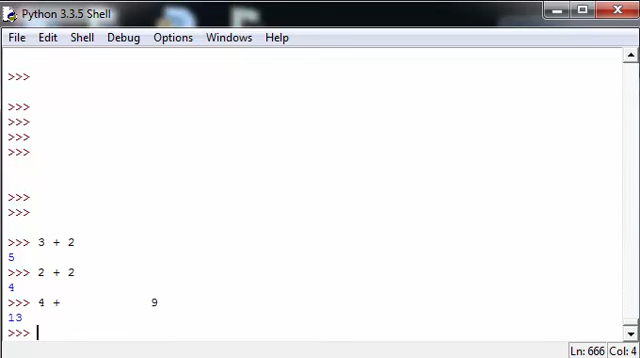 Python 3.3.5 Shell
File Edit Shell Debug Options Windows Help
>>>
>>>
>>>
>>>
>>>
>>>
>>>
>>> 3 + 2
5
>>> 2 + 2
4
>>> 4 +            9
13
>>>
Ln: 666 Col: 4